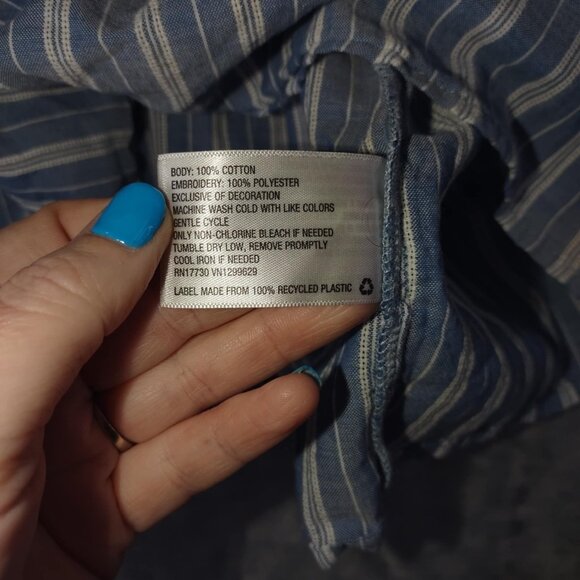 BODY: 100% COTTON
EMBROIDERY: 100% POLYESTER
EXCLUSIVE OF DECORATION
MACHINE WASH COLD WITH LIKE COLORS
GENTLE CYCLE
ONLY NON-CHLORINE BLEACH IF NEEDED
TUMBLE DRY LOW, REMOVE PROMPTLY
COOL IRON IF NEEDED
RN17730 VN1299629
LABEL MADE FROM 100% RECYCLED PLASTIC